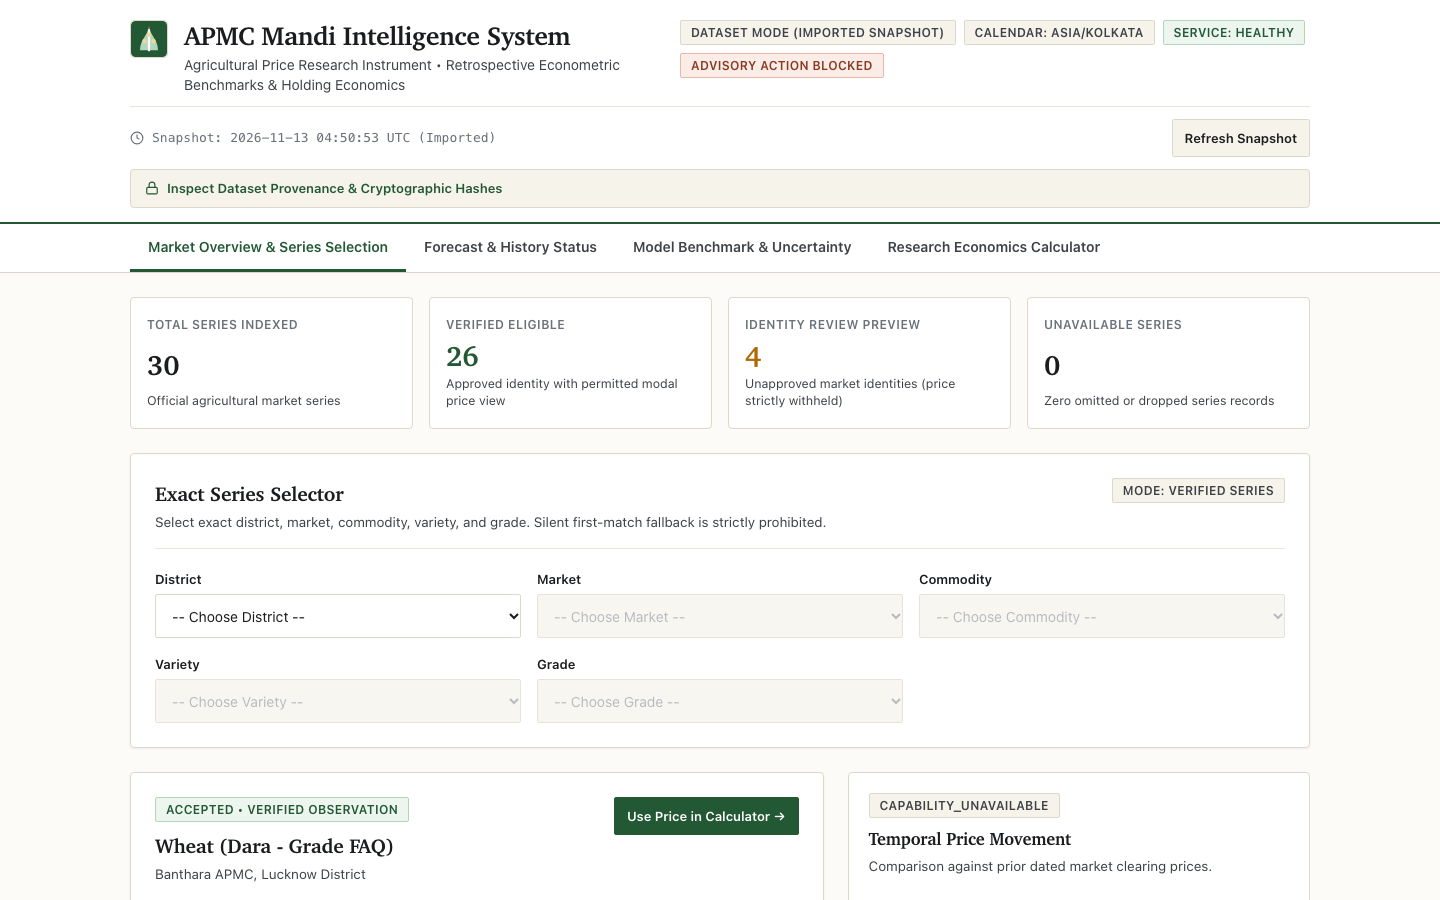 APMC Mandi Intelligence System
Agricultural Price Research Instrument • Retrospective Econometric
Benchmarks & Holding Economics
DATASET MODE (IMPORTED SNAPSHOT)
CALENDAR: ASIA/KOLKATA
SERVICE: HEALTHY
ADVISORY ACTION BLOCKED
Snapshot: 2026-11-13 04:50:53 UTC (Imported)
Refresh Snapshot
Inspect Dataset Provenance & Cryptographic Hashes
Market Overview & Series Selection
Forecast & History Status
Model Benchmark & Uncertainty
Research Economics Calculator
TOTAL SERIES INDEXED
30
Official agricultural market series
VERIFIED ELIGIBLE
26
Approved identity with permitted modal
price view
IDENTITY REVIEW PREVIEW
4
Unapproved market identities (price
strictly withheld)
UNAVAILABLE SERIES
0
Zero omitted or dropped series records
Exact Series Selector
MODE: VERIFIED SERIES
Select exact district, market, commodity, variety, and grade. Silent first-match fallback is strictly prohibited.
District
-- Choose District --
Market
-- Choose Market --
Commodity
-- Choose Commodity --
Variety
-- Choose Variety --
Grade
-- Choose Grade --
ACCEPTED • VERIFIED OBSERVATION
Use Price in Calculator →
Wheat (Dara - Grade FAQ)
Banthara APMC, Lucknow District
CAPABILITY_UNAVAILABLE
Temporal Price Movement
Comparison against prior dated market clearing prices.